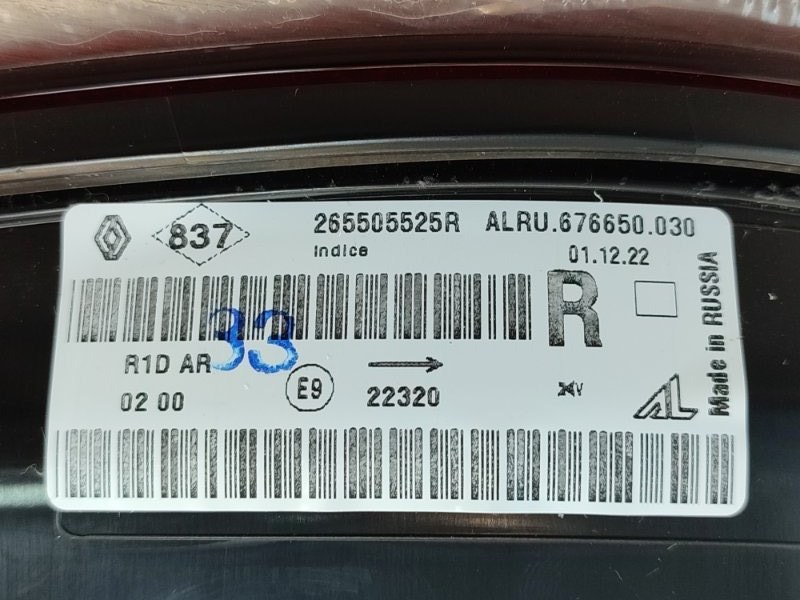 837 265505525R ALRU.676650.030
Indice 01.12.22
R
R1D AR 33
02 00 E9 22320
AL
Made in RUSSIA